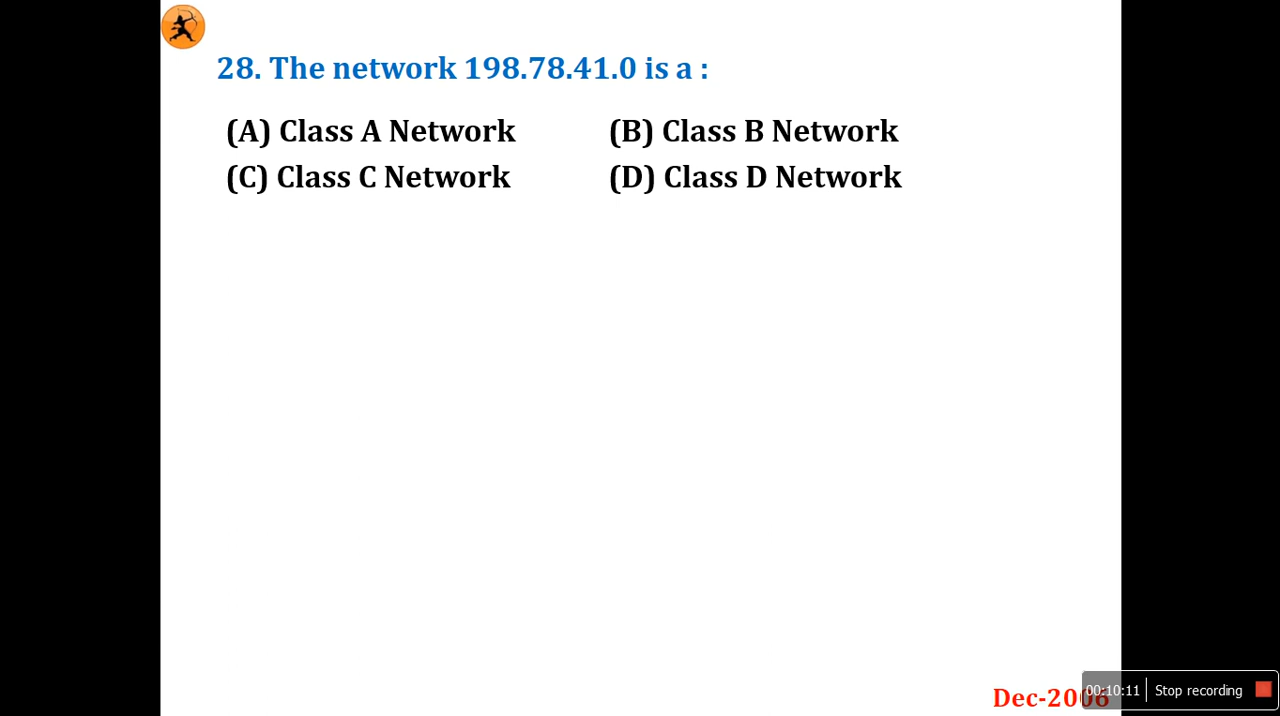 28. The network 198.78.41.0 is a :
(A) Class A Network (B) Class B Network
(C) Class C Network (D) Class D Network
Dec-2006
00:10:11 Stop recording